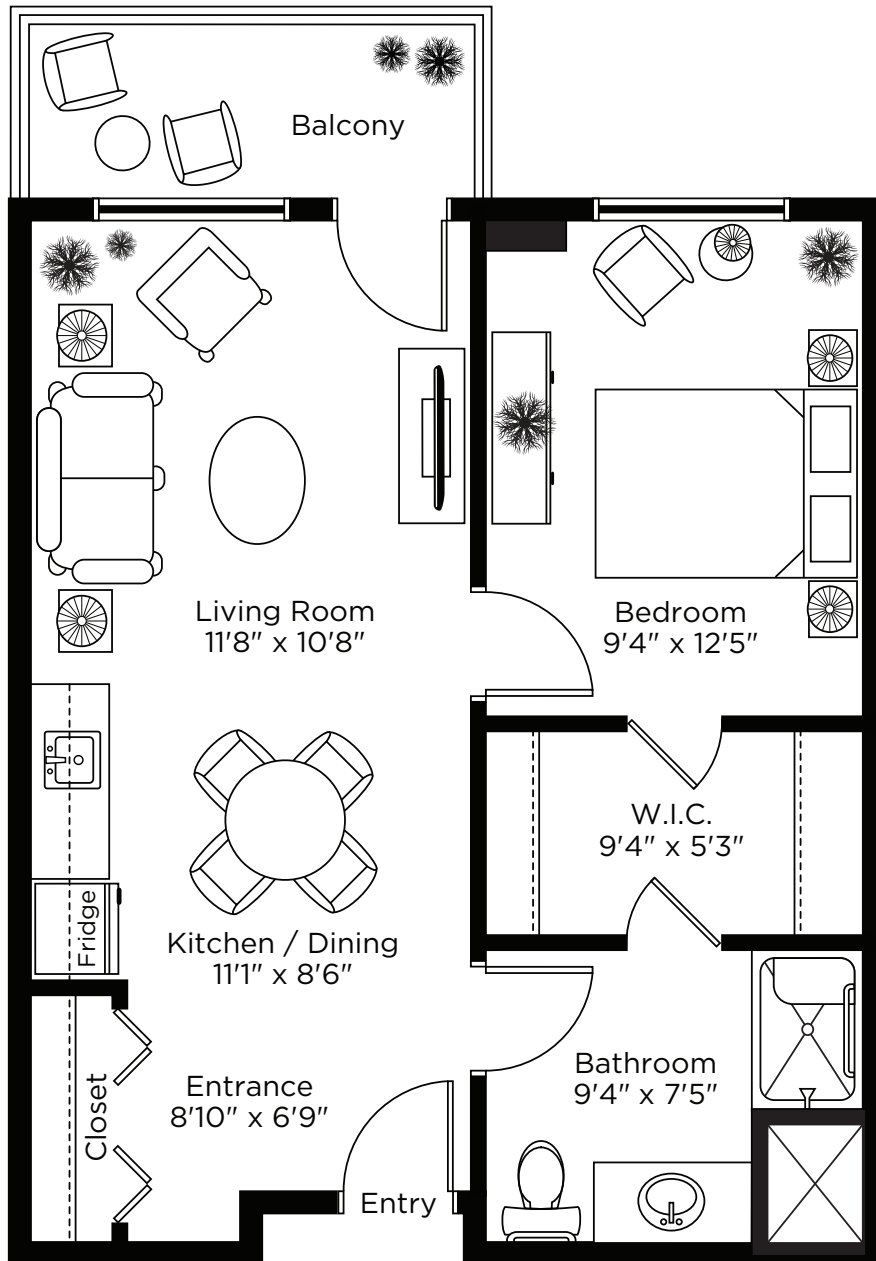 Balcony
Living Room
11'8" x 10'8"
Bedroom
9'4" x 12'5"
W.I.C.
9'4" x 5'3"
Fridge
Kitchen / Dining
11'1" x 8'6"
Closet
Entrance
8'10" x 6'9"
Bathroom
9'4" x 7'5"
Entry